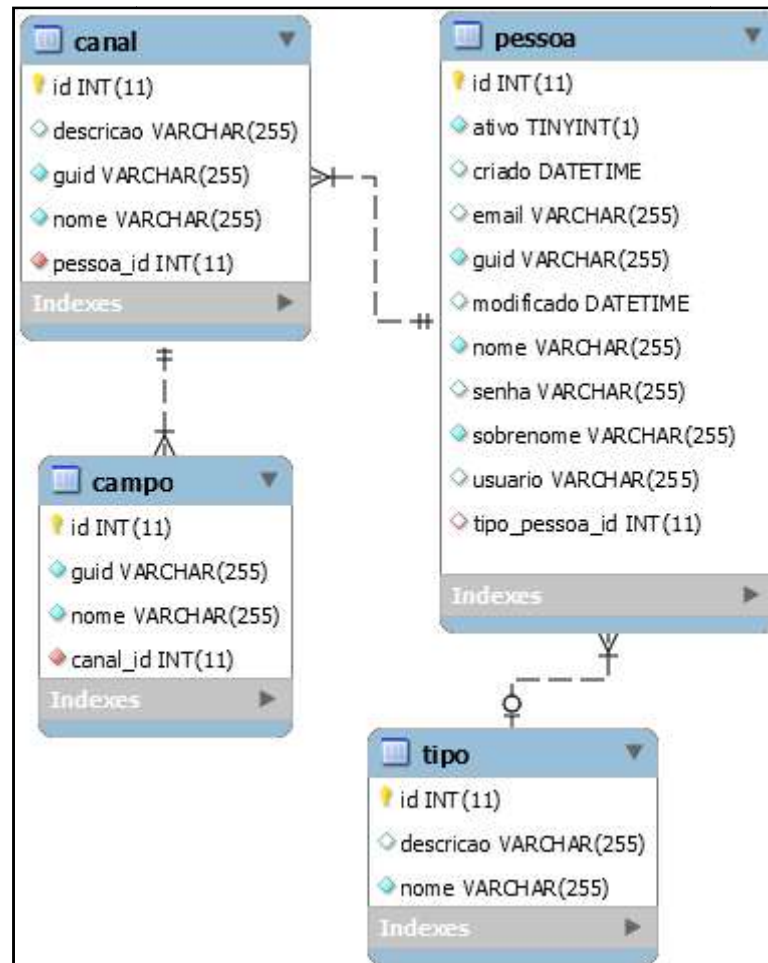 canal
id INT(11)
descricao VARCHAR(255)
guid VARCHAR(255)
nome VARCHAR(255)
pessoa_id INT(11)
Indexes
pessoa
id INT(11)
ativo TINYINT(1)
criado DATETIME
email VARCHAR(255)
guid VARCHAR(255)
modificado DATETIME
nome VARCHAR(255)
senha VARCHAR(255)
sobrenome VARCHAR(255)
usuario VARCHAR(255)
tipo_pessoa_id INT(11)
Indexes
campo
id INT(11)
guid VARCHAR(255)
nome VARCHAR(255)
canal_id INT(11)
Indexes
tipo
id INT(11)
descricao VARCHAR(255)
nome VARCHAR(255)
Indexes